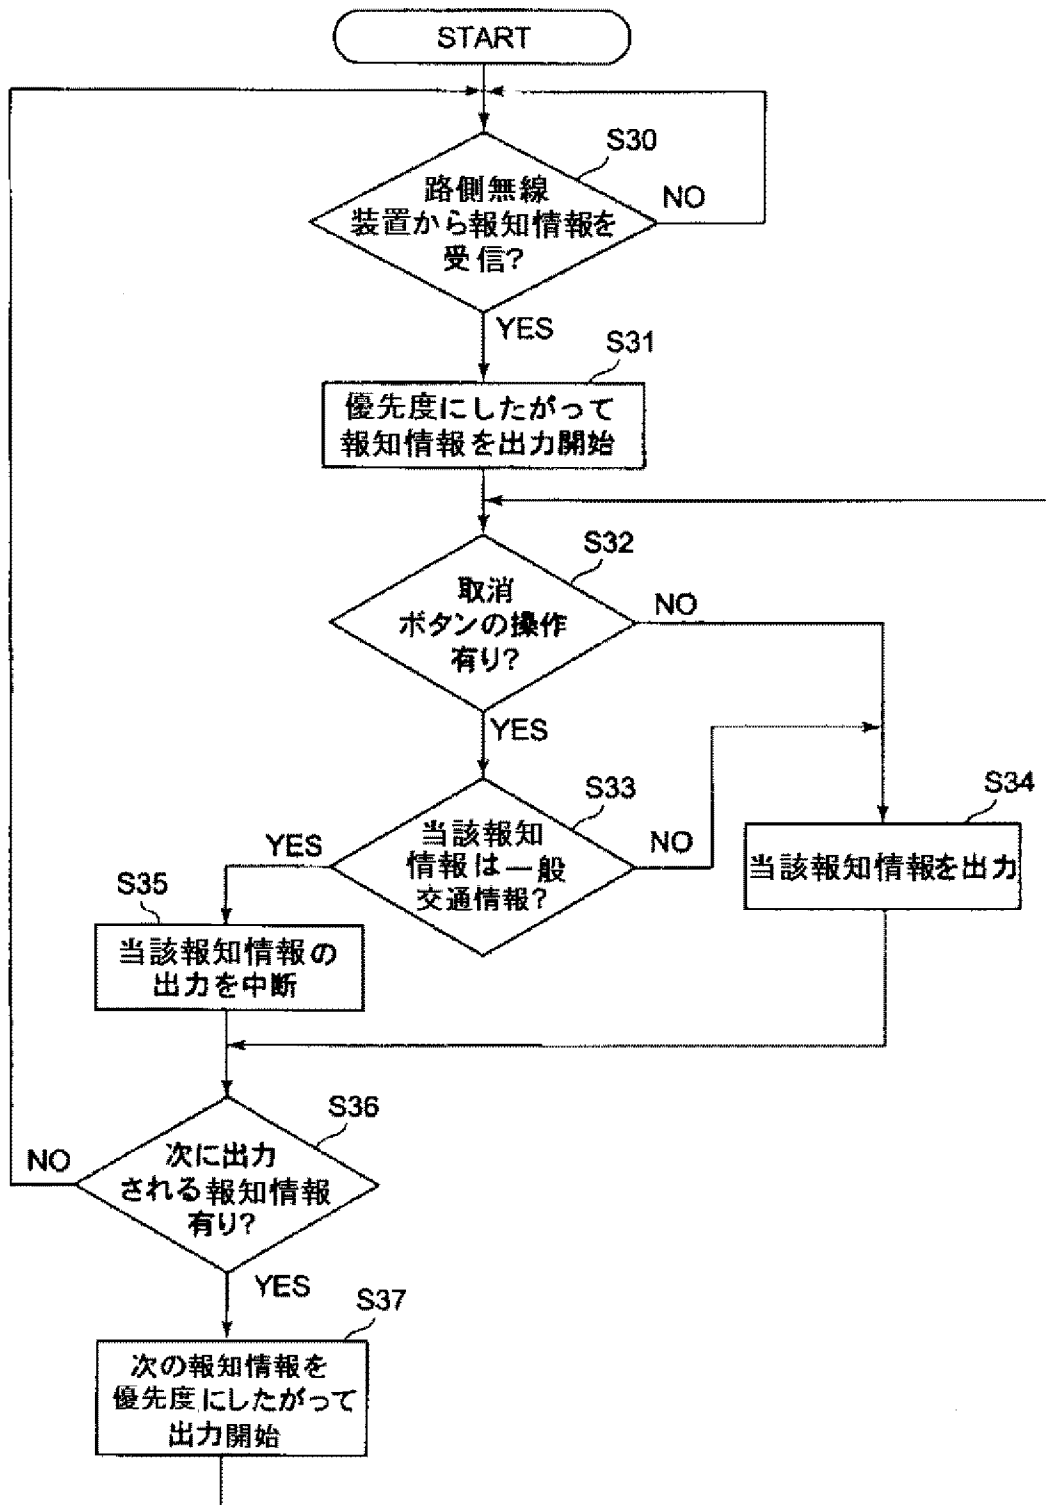 START
S30
路側無線
装置から報知情報を
受信?
NO
YES
S31
優先度にしたがって
報知情報を出力開始
S32
取消
ボタンの操作
有り?
NO
YES
S33
当該報知
情報は一般
交通情報?
YES
NO
S34
当該報知情報を出力
S35
当該報知情報の
出力を中断
S36
次に出力
される報知情報
有り?
NO
YES
S37
次の報知情報を
優先度にしたがって
出力開始